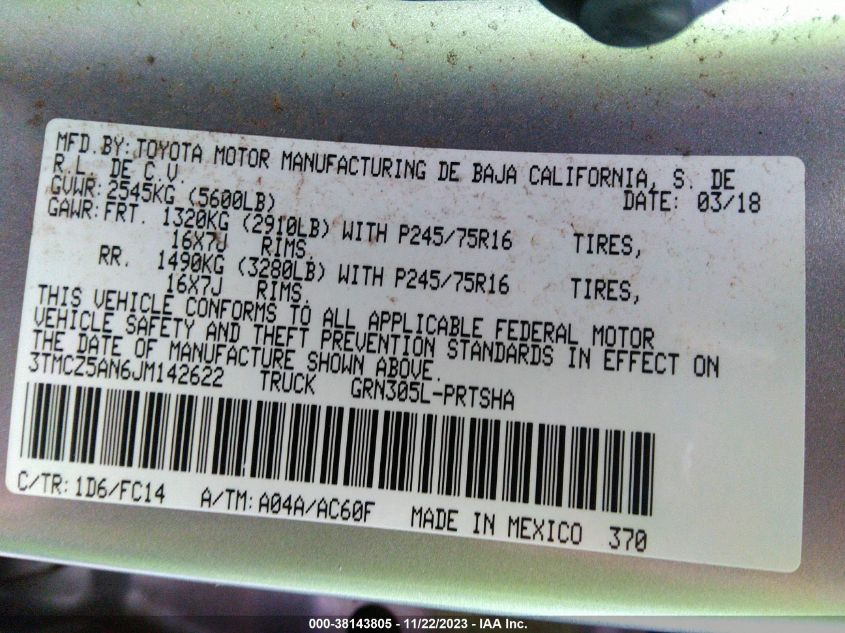 MFD.BY:TOYOTA MOTOR MANUFACTURING DE BAJA CALIFORNIA, S. DE
R.L. DE C.V.
DATE: 03/18
GVWR:2545KG (5600LB)
GAWR:FRT. 1320KG (2910LB) WITH P245/75R16 TIRES,
16X7J RIMS.
RR. 1490KG (3280LB) WITH P245/75R16 TIRES,
16X7J RIMS.
THIS VEHICLE CONFORMS TO ALL APPLICABLE FEDERAL MOTOR
VEHICLE SAFETY AND THEFT PREVENTION STANDARDS IN EFFECT ON
THE DATE OF MANUFACTURE SHOWN ABOVE.
3TMCZ5AN6JM142622 TRUCK GRN305L-PRTSHA
C/TR:1D6/FC14 A/TM:A04A/AC60F MADE IN MEXICO 370
000-38143805 - 11/22/2023 - IAA Inc.